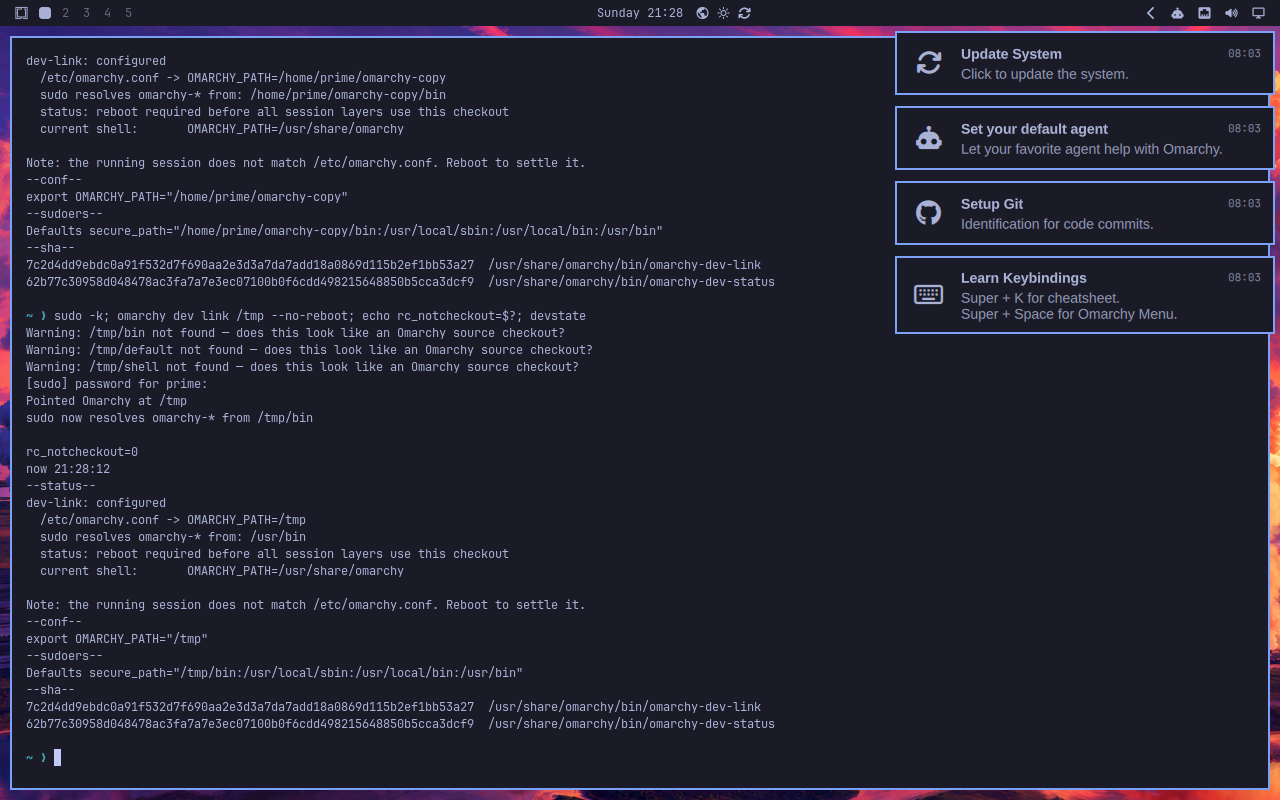 2 3 4 5
Sunday 21:28
dev-link: configured
  /etc/omarchy.conf -> OMARCHY_PATH=/home/prime/omarchy-copy
  sudo resolves omarchy-* from: /home/prime/omarchy-copy/bin
  status: reboot required before all session layers use this checkout
  current shell:       OMARCHY_PATH=/usr/share/omarchy
Note: the running session does not match /etc/omarchy.conf. Reboot to settle it.
--conf--
export OMARCHY_PATH="/home/prime/omarchy-copy"
--sudoers--
Defaults secure_path="/home/prime/omarchy-copy/bin:/usr/local/sbin:/usr/local/bin:/usr/bin"
--sha--
7c2d4dd9ebdc0a91f532d7f690aa2e3d3a7da7add18a0869d115b2ef1bb53a27  /usr/share/omarchy/bin/omarchy-dev-link
62b77c30958d048478ac3fa7a7e3ec07100b0f6cdd498215648850b5cca3dcf9  /usr/share/omarchy/bin/omarchy-dev-status
~ ❯ sudo -k; omarchy dev link /tmp --no-reboot; echo rc_notcheckout=$?; devstate
Warning: /tmp/bin not found — does this look like an Omarchy source checkout?
Warning: /tmp/default not found — does this look like an Omarchy source checkout?
Warning: /tmp/shell not found — does this look like an Omarchy source checkout?
[sudo] password for prime:
Pointed Omarchy at /tmp
sudo now resolves omarchy-* from /tmp/bin
rc_notcheckout=0
now 21:28:12
--status--
dev-link: configured
  /etc/omarchy.conf -> OMARCHY_PATH=/tmp
  sudo resolves omarchy-* from: /usr/bin
  status: reboot required before all session layers use this checkout
  current shell:       OMARCHY_PATH=/usr/share/omarchy
Note: the running session does not match /etc/omarchy.conf. Reboot to settle it.
--conf--
export OMARCHY_PATH="/tmp"
--sudoers--
Defaults secure_path="/tmp/bin:/usr/local/sbin:/usr/local/bin:/usr/bin"
--sha--
7c2d4dd9ebdc0a91f532d7f690aa2e3d3a7da7add18a0869d115b2ef1bb53a27  /usr/share/omarchy/bin/omarchy-dev-link
62b77c30958d048478ac3fa7a7e3ec07100b0f6cdd498215648850b5cca3dcf9  /usr/share/omarchy/bin/omarchy-dev-status
~ ❯
Update System 08:03
Click to update the system.
Set your default agent 08:03
Let your favorite agent help with Omarchy.
Setup Git 08:03
Identification for code commits.
Learn Keybindings 08:03
Super + K for cheatsheet.
Super + Space for Omarchy Menu.